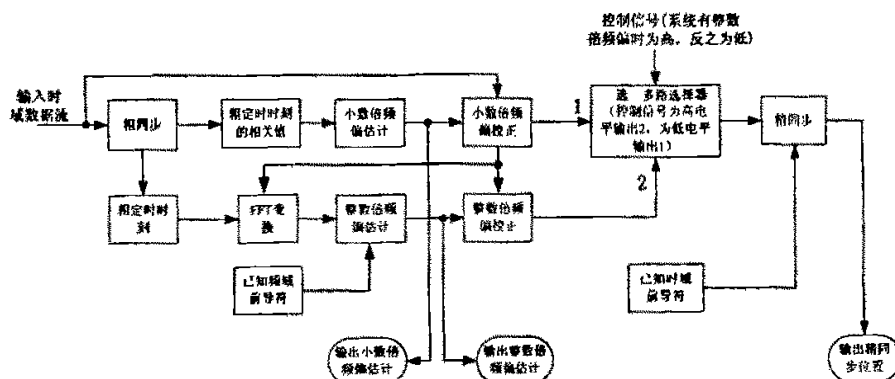 控制信号(系统有整数
倍频偏时为高，反之为低)
输入时
域数据流
粗同步
粗定时时刻
的相关值
小数倍频
偏估计
小数倍频
偏校正
1
选一多路选择器
(控制信号为高电
平输出2，为低电平
输出1)
精同步
2
粗定时时
刻
FFT变
换
整数倍频
偏估计
整数倍频
偏校正
已知频域
前导符
已知时域
前导符
输出小数倍
频偏估计
输出整数倍
频偏估计
输出精同
步位置